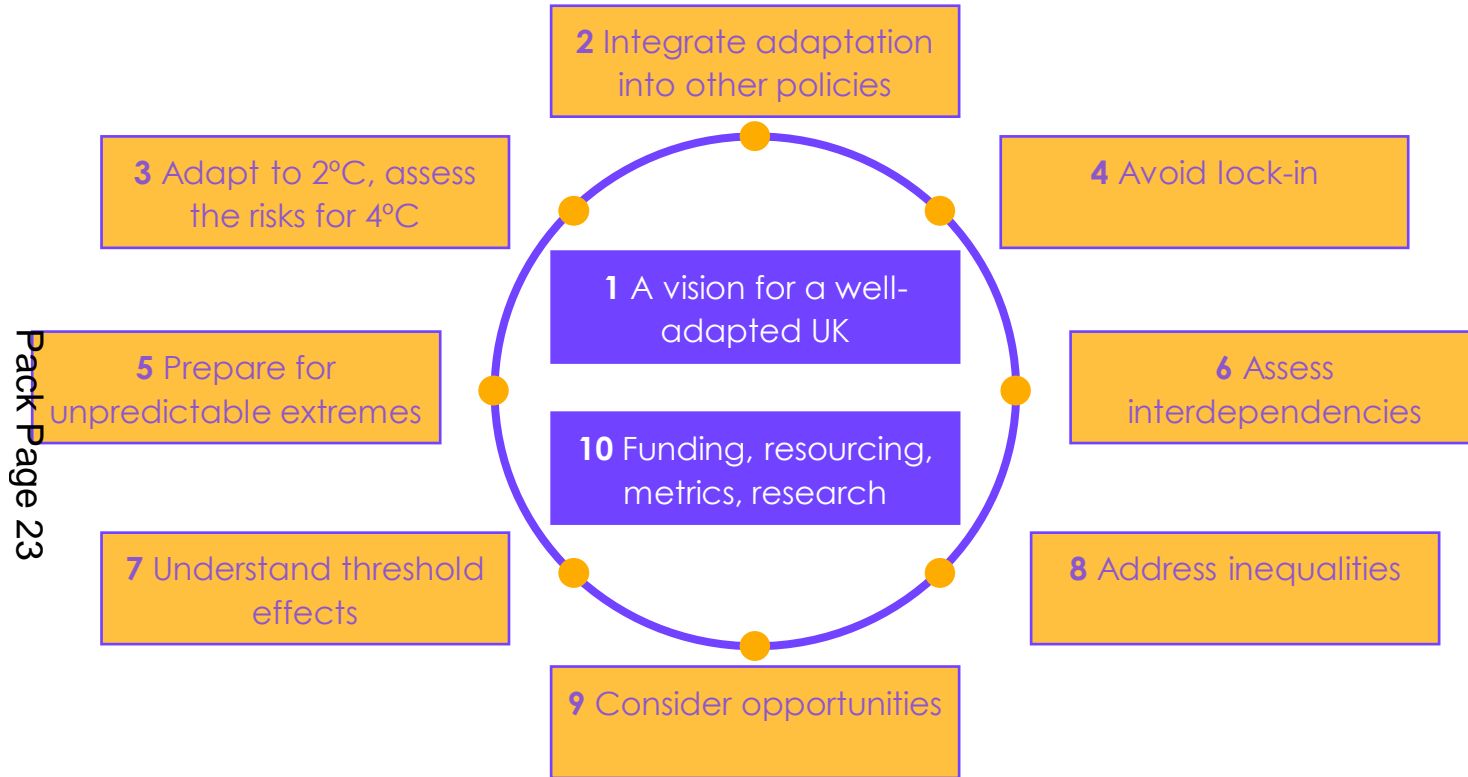 2 Integrate adaptation
into other policies
3 Adapt to 2°C, assess
the risks for 4°C
4 Avoid lock-in
1 A vision for a well-
adapted UK
5 Prepare for
unpredictable extremes
6 Assess
interdependencies
10 Funding, resourcing,
metrics, research
7 Understand threshold
effects
8 Address inequalities
9 Consider opportunities
Pack Page 23